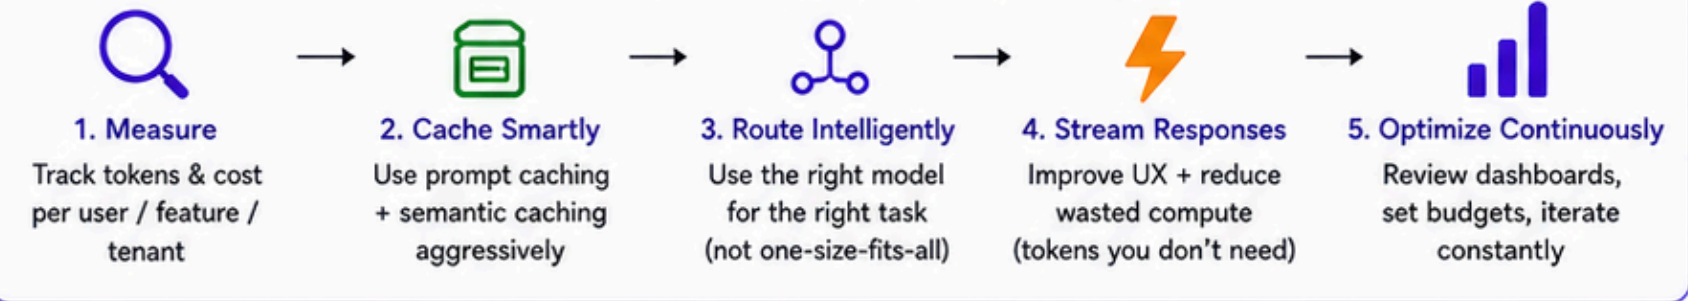 1. Measure
Track tokens & cost
per user / feature /
tenant
2. Cache Smartly
Use prompt caching
+ semantic caching
aggressively
3. Route Intelligently
Use the right model
for the right task
(not one-size-fits-all)
4. Stream Responses
Improve UX + reduce
wasted compute
(tokens you don't need)
5. Optimize Continuously
Review dashboards,
set budgets, iterate
constantly